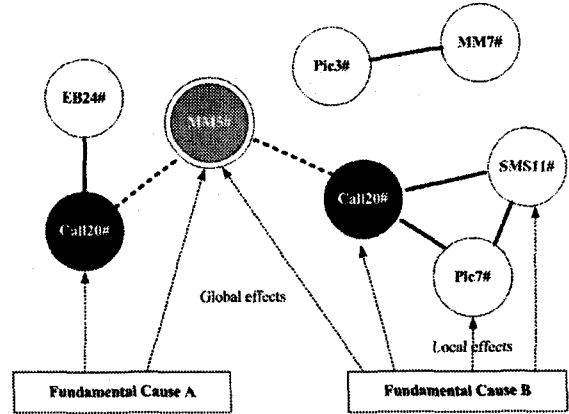 MM7#
Pic3#
EB24#
MM5#
SMS11#
Call20#
Call20#
Pic7#
Global effects
Local effects
Fundamental Cause A
Fundamental Cause B